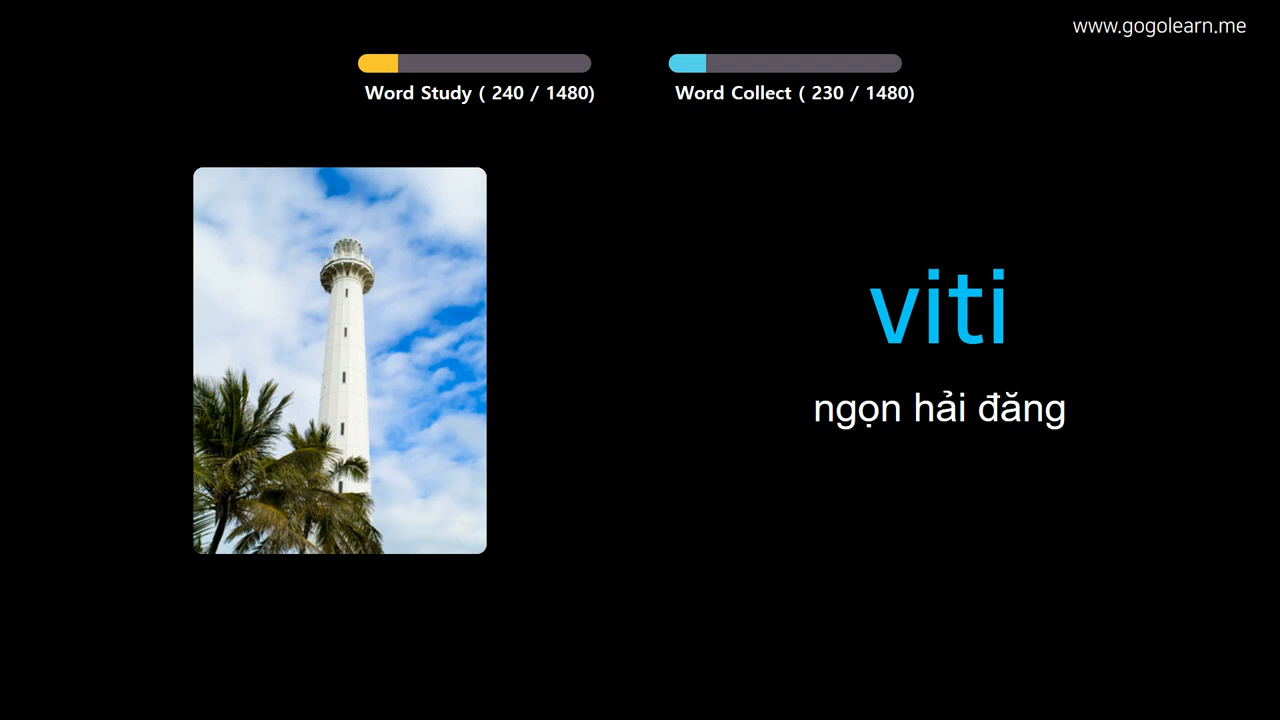 www.gogolearn.me
Word Study ( 240 / 1480)
Word Collect ( 230 / 1480)
viti
ngọn hải đăng